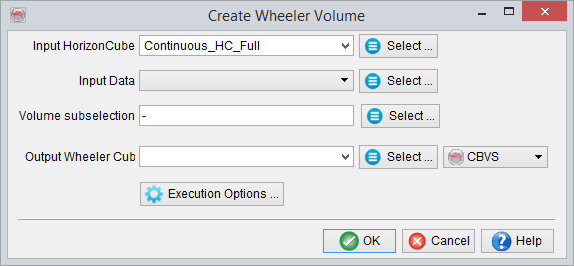 Create Wheeler Volume
Input HorizonCube Continuous_HC_Full Select ...
Input Data Select ...
Volume subselection - Select ...
Output Wheeler Cub Select ... CBVS
Execution Options ...
OK Cancel Help